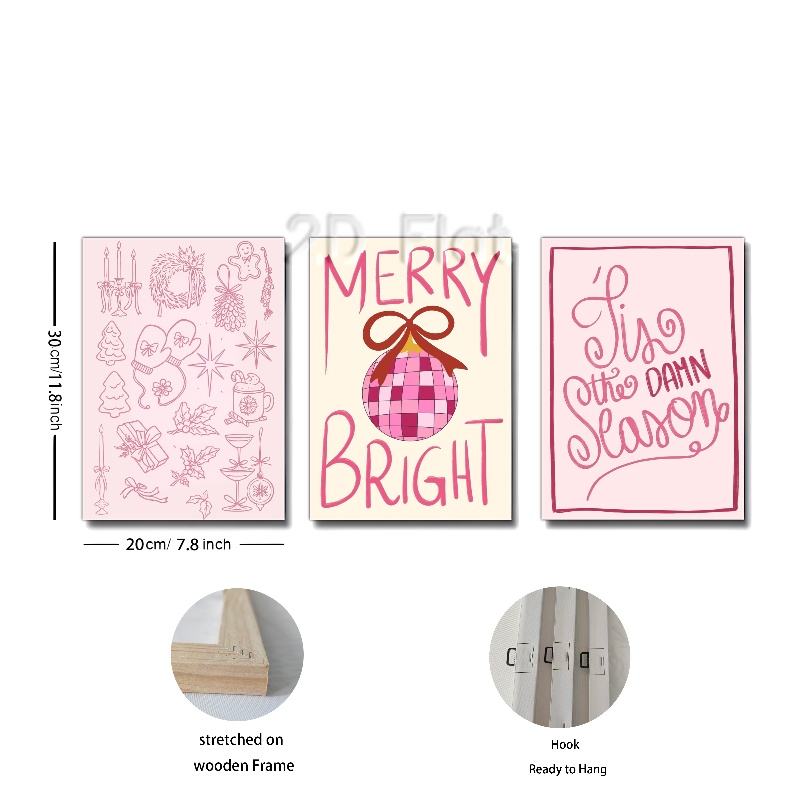 2D Flat
MERRY
BRIGHT
'Tis
the DAMN
Season
30cm/11.8inch
20cm/ 7.8 inch
stretched on
wooden Frame
Hook
Ready to Hang